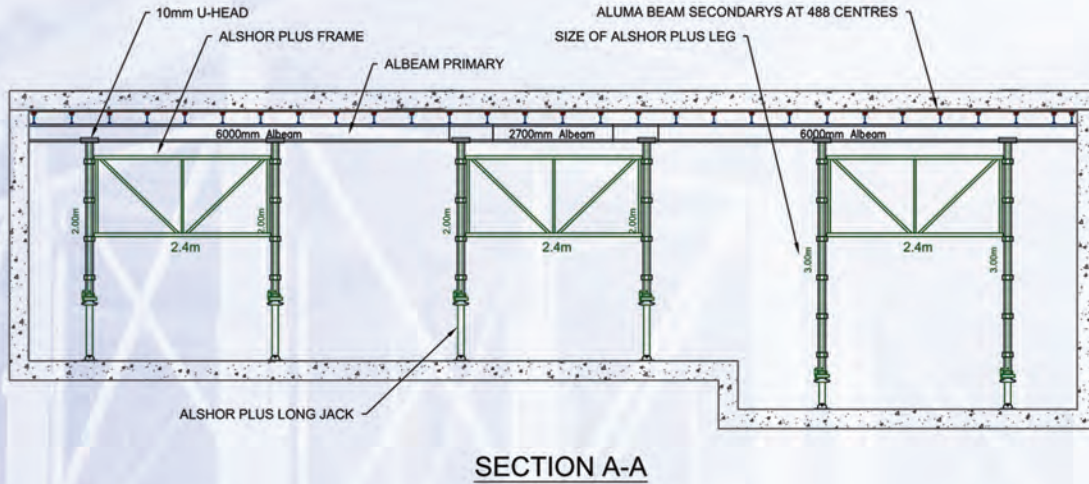 10mm U-HEAD
ALUMA BEAM SECONDARYS AT 488 CENTRES
ALSHOR PLUS FRAME
SIZE OF ALSHOR PLUS LEG
ALBEAM PRIMARY
6000mm Albeam
2700mm Albeam
6000mm Albeam
2.00m
2.00m
2.00m
2.00m
2.4m
2.4m
2.4m
3.00m
3.00m
ALSHOR PLUS LONG JACK
SECTION A-A